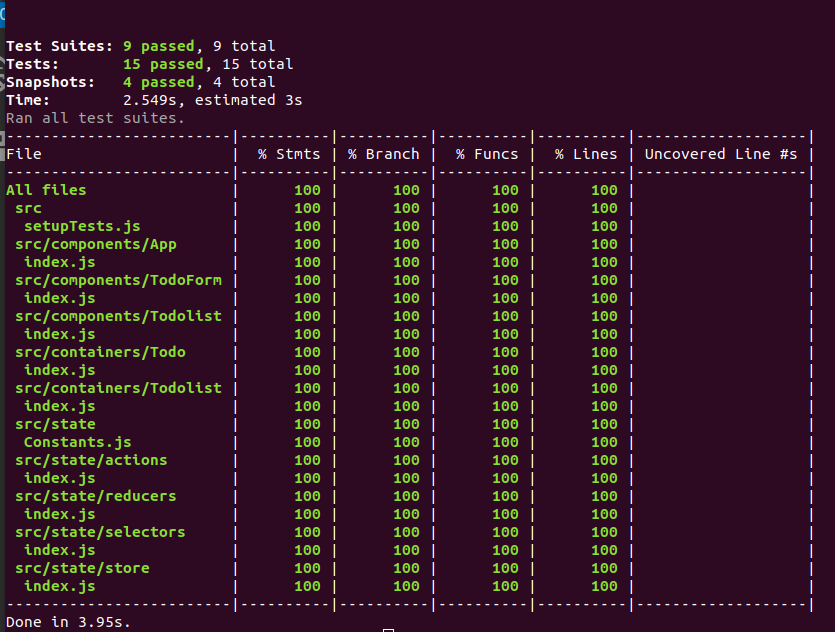 Test Suites: 9 passed, 9 total
Tests:       15 passed, 15 total
Snapshots:   4 passed, 4 total
Time:        2.549s, estimated 3s
Ran all test suites.
-------------------------|----------|----------|----------|----------|-------------------|
File                     |  % Stmts | % Branch |  % Funcs |  % Lines | Uncovered Line #s |
-------------------------|----------|----------|----------|----------|-------------------|
All files                |      100 |      100 |      100 |      100 |                   |
 src                     |      100 |      100 |      100 |      100 |                   |
  setupTests.js          |      100 |      100 |      100 |      100 |                   |
 src/components/App      |      100 |      100 |      100 |      100 |                   |
  index.js               |      100 |      100 |      100 |      100 |                   |
 src/components/TodoForm |      100 |      100 |      100 |      100 |                   |
  index.js               |      100 |      100 |      100 |      100 |                   |
 src/components/Todolist |      100 |      100 |      100 |      100 |                   |
  index.js               |      100 |      100 |      100 |      100 |                   |
 src/containers/Todo     |      100 |      100 |      100 |      100 |                   |
  index.js               |      100 |      100 |      100 |      100 |                   |
 src/containers/Todolist |      100 |      100 |      100 |      100 |                   |
  index.js               |      100 |      100 |      100 |      100 |                   |
 src/state               |      100 |      100 |      100 |      100 |                   |
  Constants.js           |      100 |      100 |      100 |      100 |                   |
 src/state/actions       |      100 |      100 |      100 |      100 |                   |
  index.js               |      100 |      100 |      100 |      100 |                   |
 src/state/reducers      |      100 |      100 |      100 |      100 |                   |
  index.js               |      100 |      100 |      100 |      100 |                   |
 src/state/selectors     |      100 |      100 |      100 |      100 |                   |
  index.js               |      100 |      100 |      100 |      100 |                   |
 src/state/store         |      100 |      100 |      100 |      100 |                   |
  index.js               |      100 |      100 |      100 |      100 |                   |
-------------------------|----------|----------|----------|----------|-------------------|
Done in 3.95s.